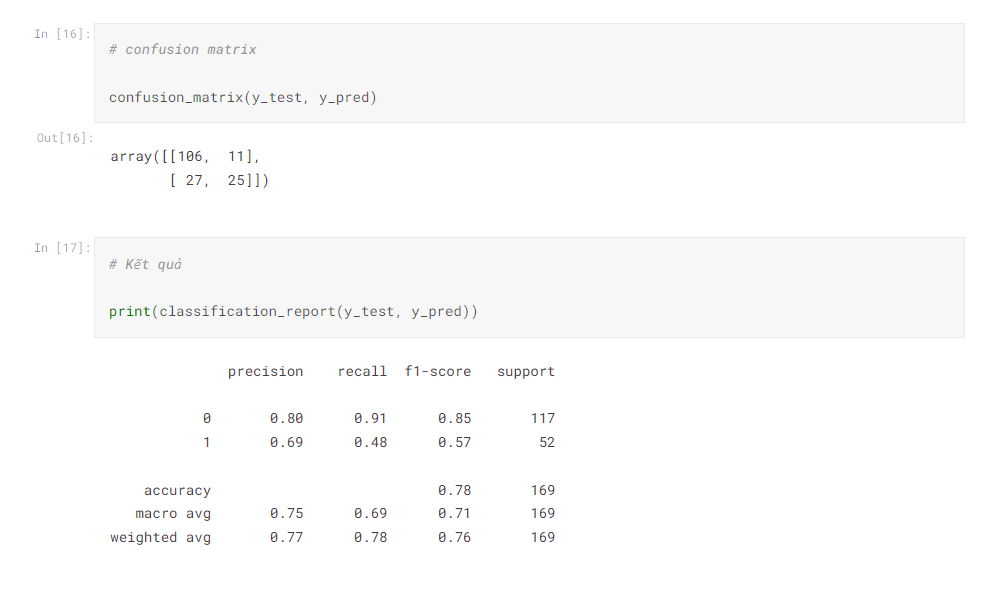 In [16]:
# confusion matrix
confusion_matrix(y_test, y_pred)
Out[16]:
array([[106,  11],
       [ 27,  25]])
In [17]:
# Kết quả
print(classification_report(y_test, y_pred))
              precision    recall  f1-score   support
           0       0.80      0.91      0.85       117
           1       0.69      0.48      0.57        52
    accuracy                           0.78       169
   macro avg       0.75      0.69      0.71       169
weighted avg       0.77      0.78      0.76       169